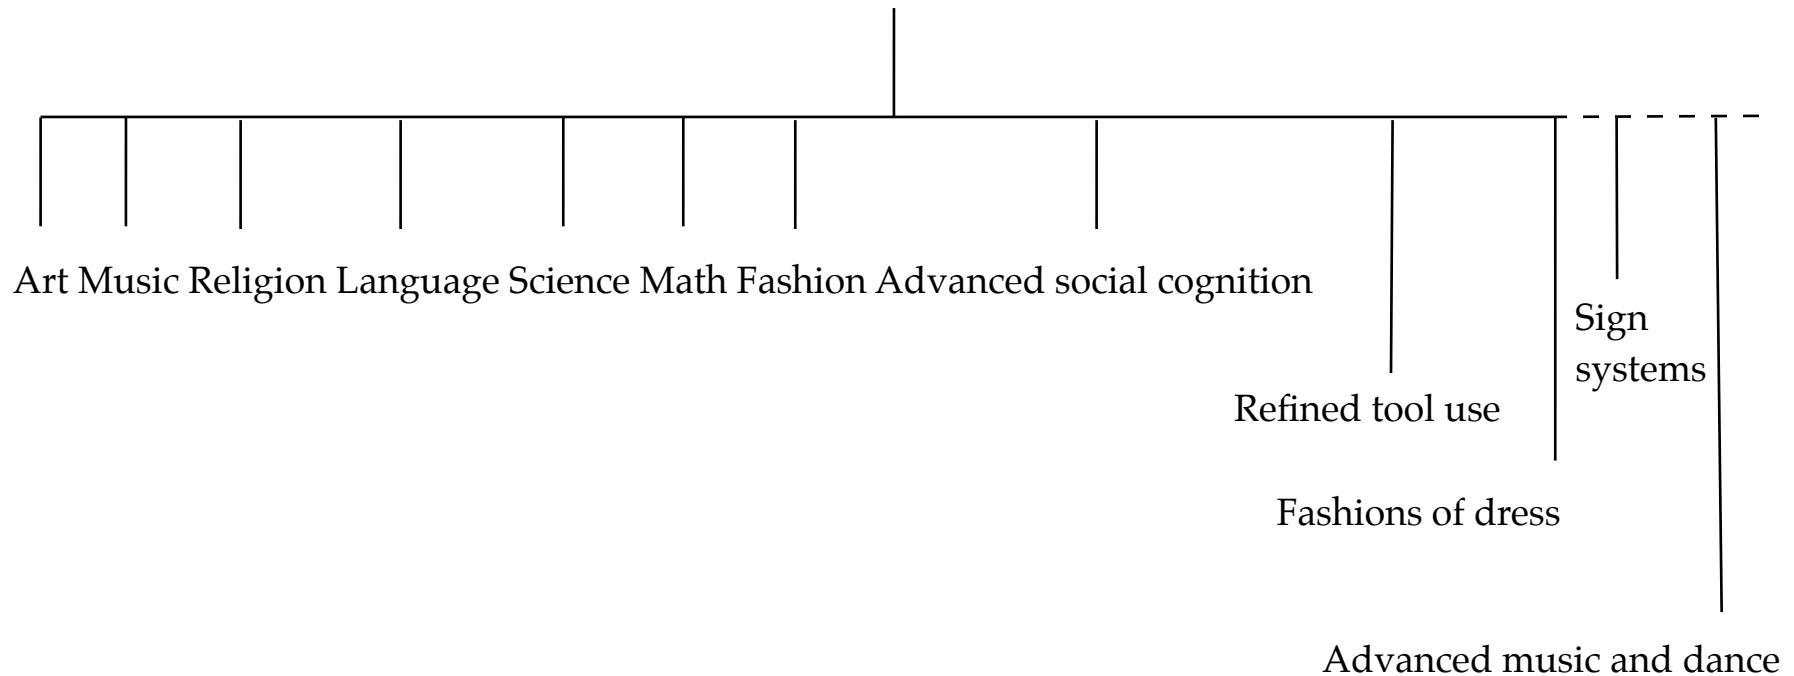 Art Music Religion Language Science Math Fashion Advanced social cognition
Sign
systems
Refined tool use
Fashions of dress
Advanced music and dance